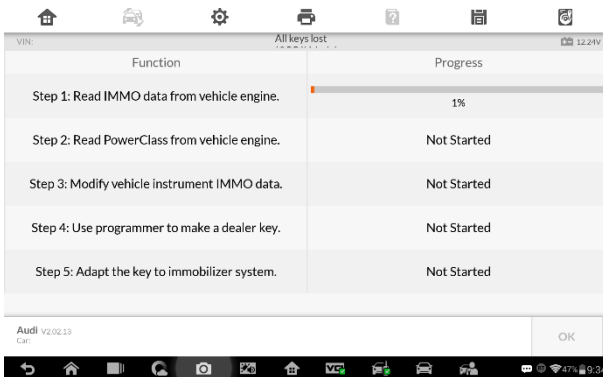 All keys lost
VIN:
12.24V
Function
Progress
Step 1: Read IMMO data from vehicle engine.
1%
Step 2: Read PowerClass from vehicle engine.
Not Started
Step 3: Modify vehicle instrument IMMO data.
Not Started
Step 4: Use programmer to make a dealer key.
Not Started
Step 5: Adapt the key to immobilizer system.
Not Started
Audi V2.02.13
Car:
OK
VCI
47% 9:34